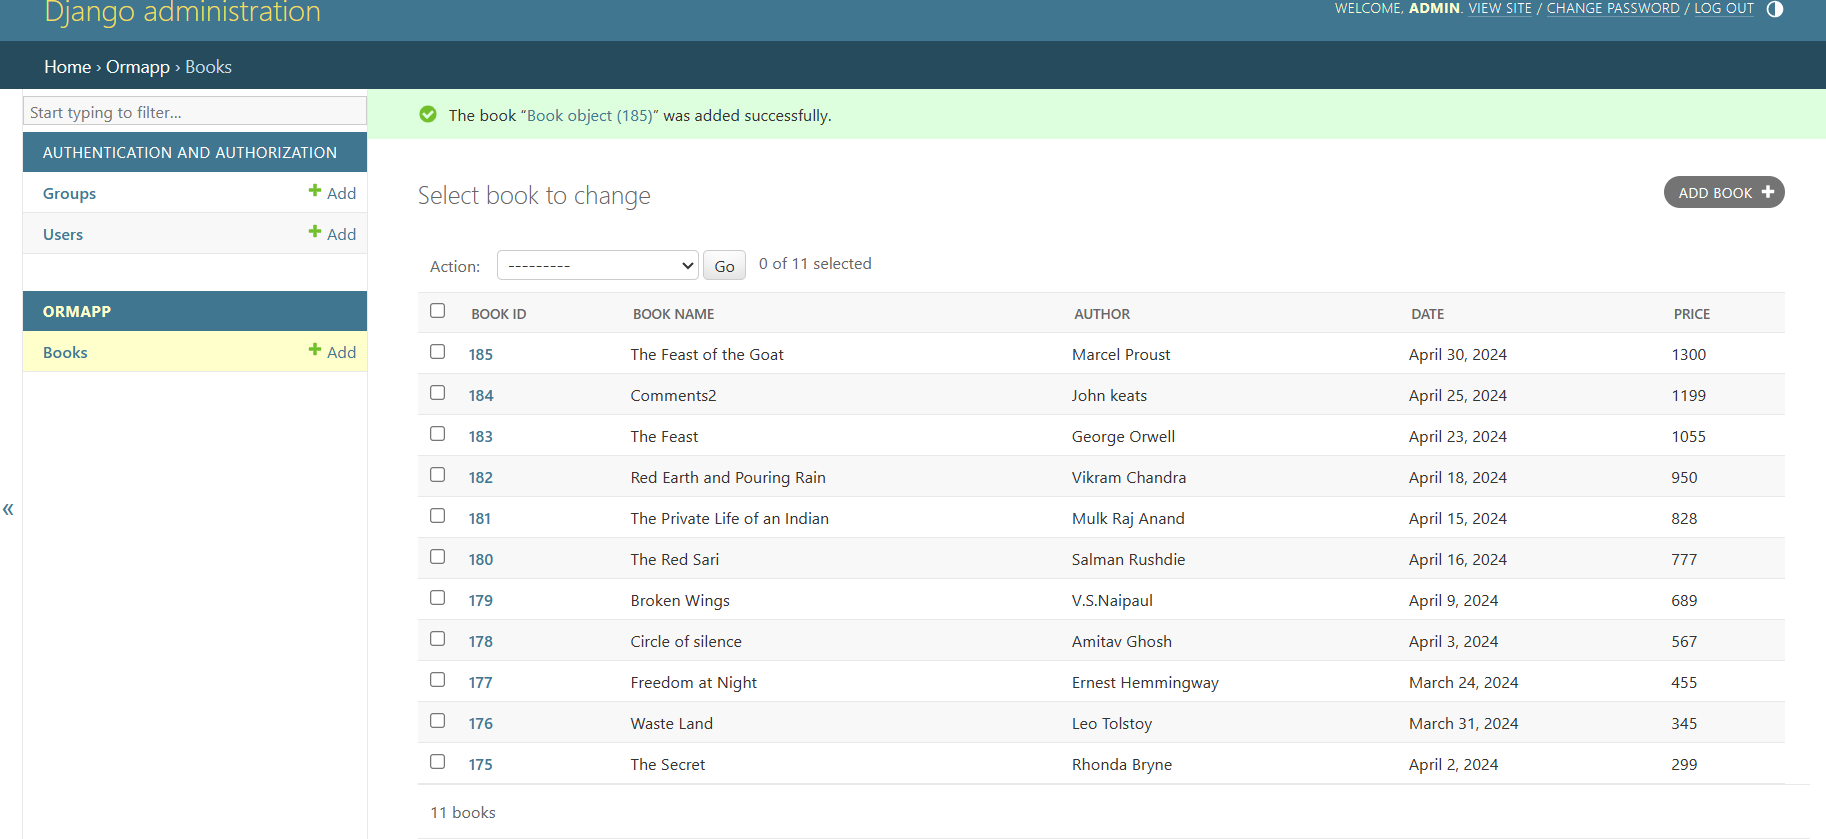 Django administration
WELCOME, ADMIN. VIEW SITE / CHANGE PASSWORD / LOG OUT
Home › Ormapp › Books
Start typing to filter...
AUTHENTICATION AND AUTHORIZATION
Groups + Add
Users + Add
ORMAPP
Books + Add
«
The book “Book object (185)” was added successfully.
Select book to change
ADD BOOK +
Action: --------- Go 0 of 11 selected
BOOK ID BOOK NAME AUTHOR DATE PRICE
185 The Feast of the Goat Marcel Proust April 30, 2024 1300
184 Comments2 John keats April 25, 2024 1199
183 The Feast George Orwell April 23, 2024 1055
182 Red Earth and Pouring Rain Vikram Chandra April 18, 2024 950
181 The Private Life of an Indian Mulk Raj Anand April 15, 2024 828
180 The Red Sari Salman Rushdie April 16, 2024 777
179 Broken Wings V.S.Naipaul April 9, 2024 689
178 Circle of silence Amitav Ghosh April 3, 2024 567
177 Freedom at Night Ernest Hemmingway March 24, 2024 455
176 Waste Land Leo Tolstoy March 31, 2024 345
175 The Secret Rhonda Bryne April 2, 2024 299
11 books